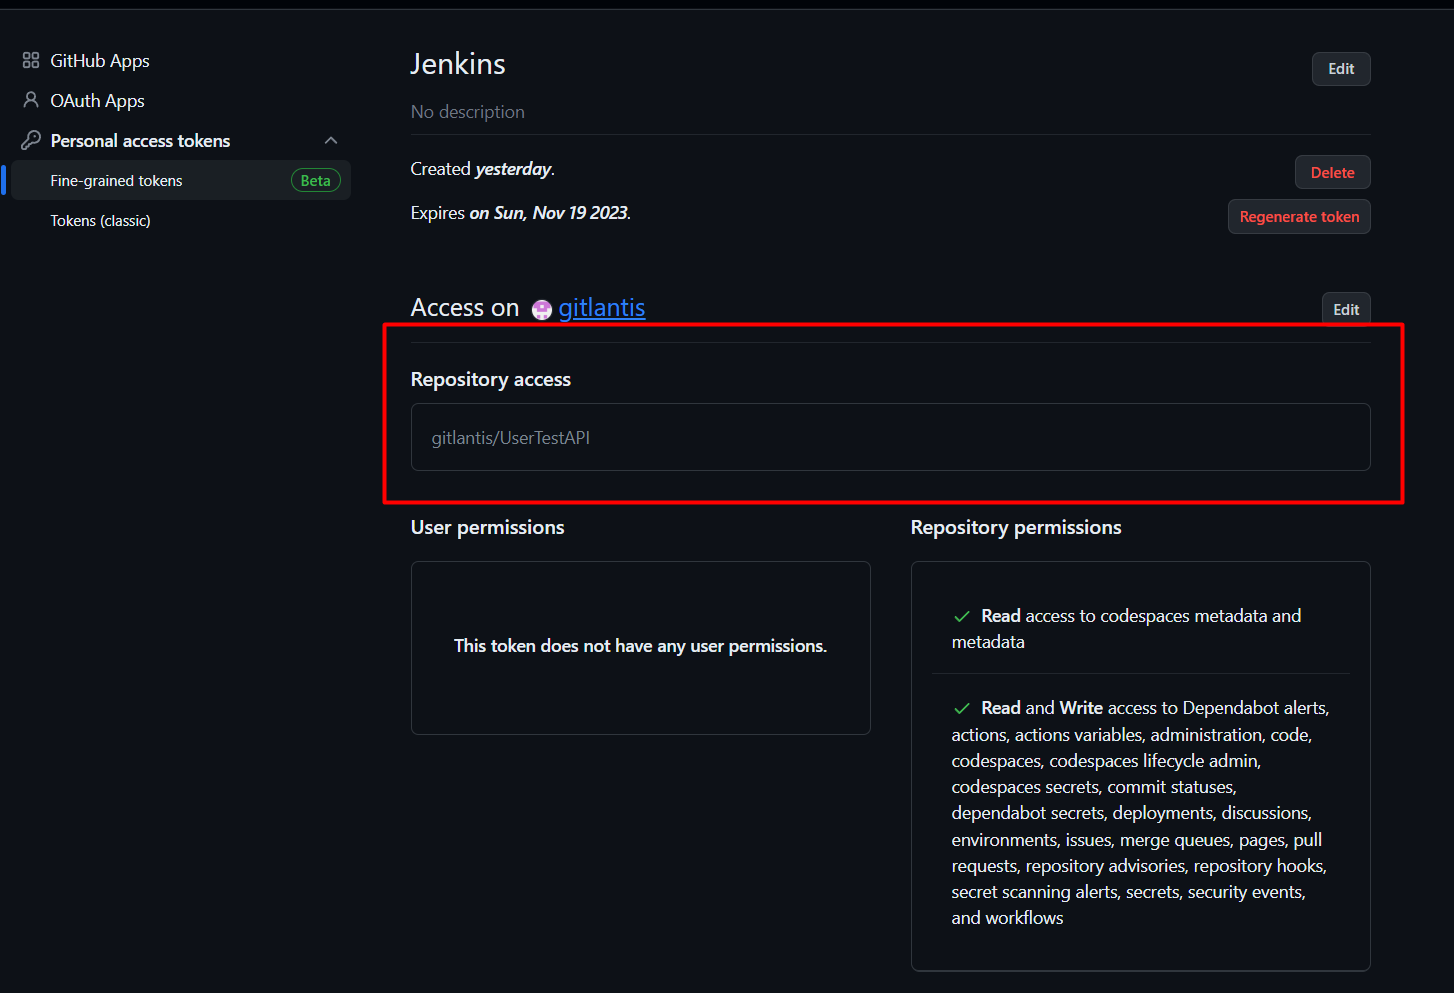 GitHub Apps
OAuth Apps
Personal access tokens
Fine-grained tokens Beta
Tokens (classic)
Jenkins
Edit
No description
Created yesterday.
Delete
Expires on Sun, Nov 19 2023.
Regenerate token
Access on gitlantis
Edit
Repository access
gitlantis/UserTestAPI
User permissions
This token does not have any user permissions.
Repository permissions
Read access to codespaces metadata and
metadata
Read and Write access to Dependabot alerts,
actions, actions variables, administration, code,
codespaces, codespaces lifecycle admin,
codespaces secrets, commit statuses,
dependabot secrets, deployments, discussions,
environments, issues, merge queues, pages, pull
requests, repository advisories, repository hooks,
secret scanning alerts, secrets, security events,
and workflows